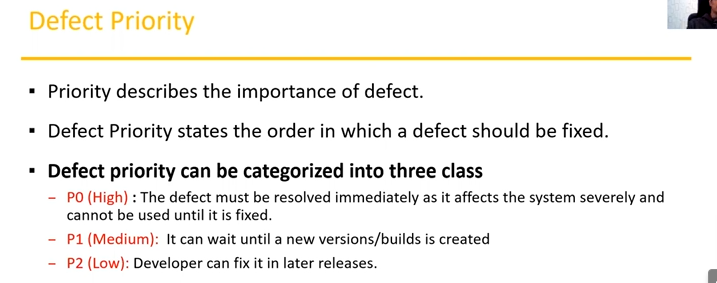 Defect Priority
▪ Priority describes the importance of defect.
▪ Defect Priority states the order in which a defect should be fixed.
▪ Defect priority can be categorized into three class
– P0 (High) : The defect must be resolved immediately as it affects the system severely and
cannot be used until it is fixed.
– P1 (Medium): It can wait until a new versions/builds is created
– P2 (Low): Developer can fix it in later releases.